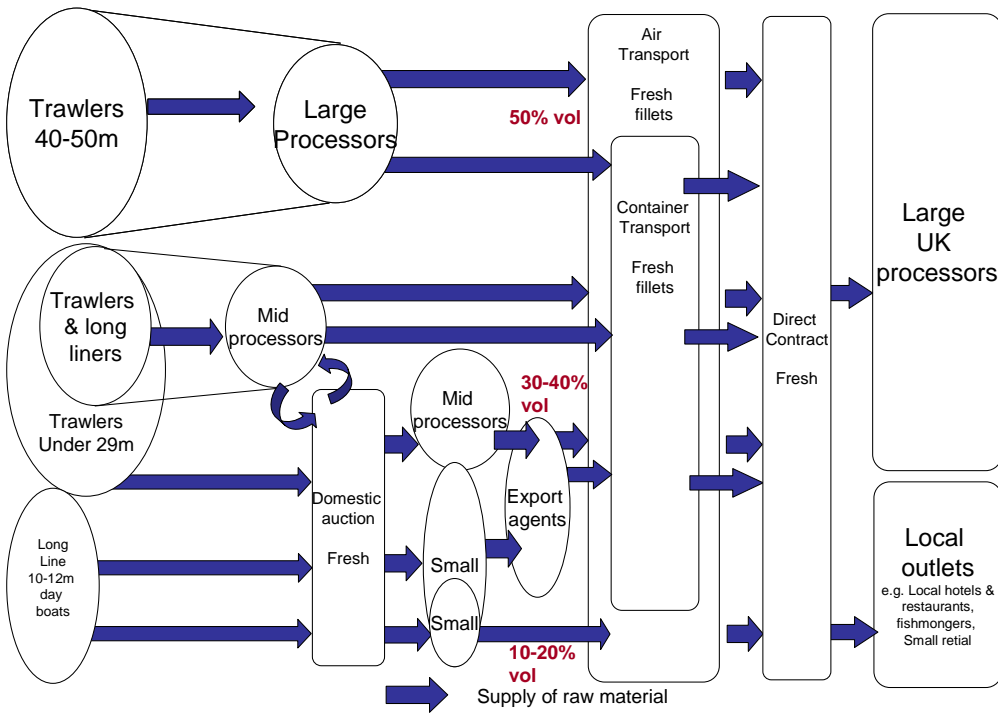 Trawlers
40-50m
Large
Processors
50% vol
Air
Transport
Fresh
fillets
Container
Transport
Fresh
fillets
Direct
Contract
Fresh
Large
UK
processors
Trawlers
& long
liners
Mid
processors
Trawlers
Under 29m
Mid
processors
30-40%
vol
Domestic
auction
Fresh
Export
agents
Long
Line
10-12m
day
boats
Small
Small
10-20%
vol
Local
outlets
e.g. Local hotels &
restaurants,
fishmongers,
Small retial
Supply of raw material